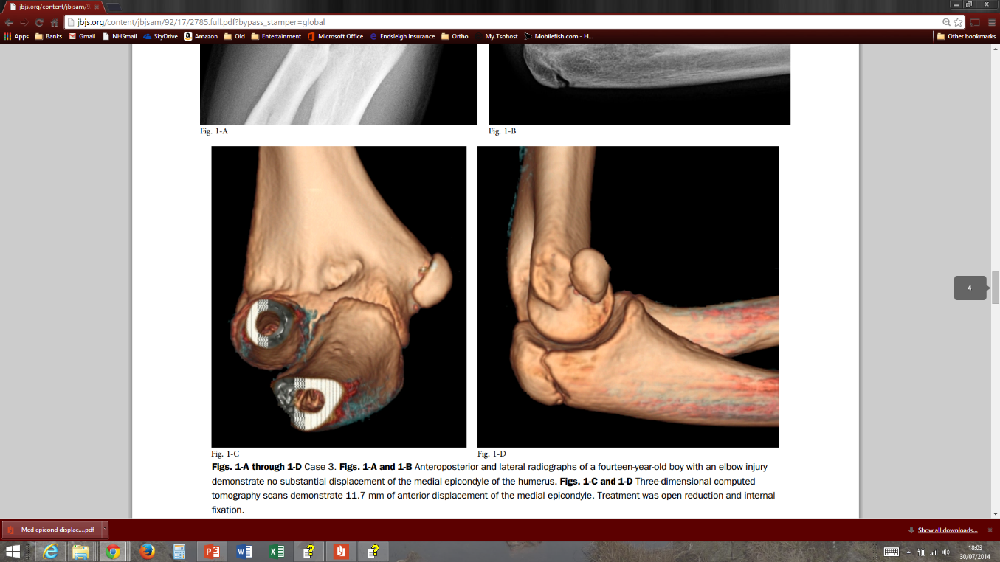 jbjs.org/content/jbjsam/9
jbjs.org/content/jbjsam/92/17/2785.full.pdf?bypass_stamper=global
Apps Banks Gmail NHSmail SkyDrive Amazon Old Entertainment Microsoft Office Endsleigh Insurance Ortho My.Tsohost Mobilefish.com - H... Other bookmarks
Fig. 1-A Fig. 1-B
4
Fig. 1-C Fig. 1-D
Figs. 1-A through 1-D Case 3. Figs. 1-A and 1-B Anteroposterior and lateral radiographs of a fourteen-year-old boy with an elbow injury
demonstrate no substantial displacement of the medial epicondyle of the humerus. Figs. 1-C and 1-D Three-dimensional computed
tomography scans demonstrate 11.7 mm of anterior displacement of the medial epicondyle. Treatment was open reduction and internal
fixation.
Med epicond displac....pdf Show all downloads...
18:03
30/07/2014